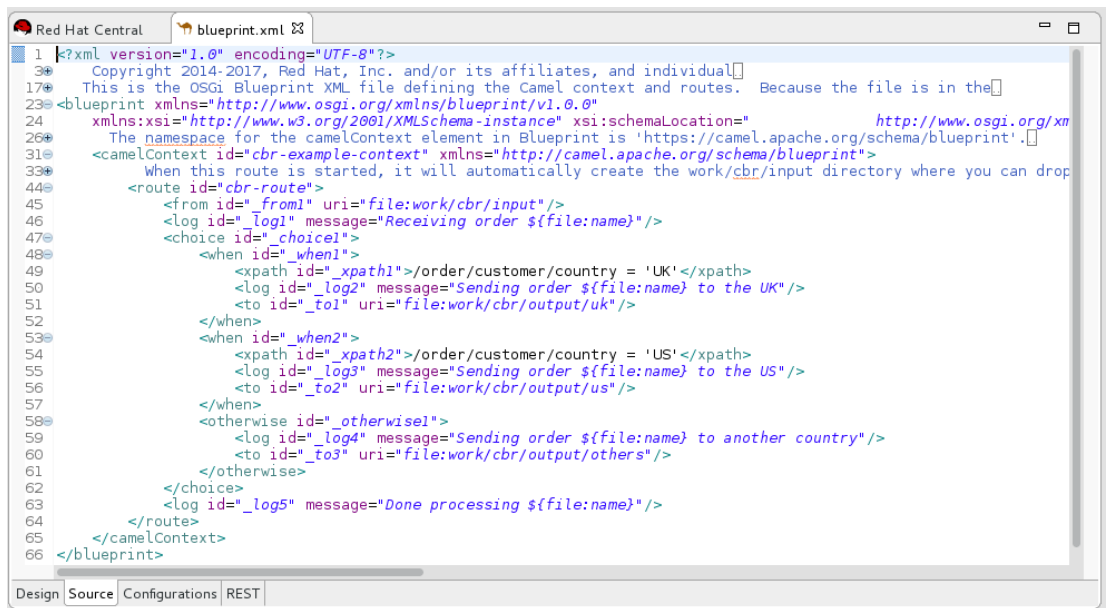 Red Hat Central blueprint.xml
1 <?xml version="1.0" encoding="UTF-8"?>
3 Copyright 2014-2017, Red Hat, Inc. and/or its affiliates, and individual
17 This is the OSGi Blueprint XML file defining the Camel context and routes. Because the file is in the
23 <blueprint xmlns="http://www.osgi.org/xmlns/blueprint/v1.0.0"
24 xmlns:xsi="http://www.w3.org/2001/XMLSchema-instance" xsi:schemaLocation=" http://www.osgi.org/xm
26 The namespace for the camelContext element in Blueprint is 'https://camel.apache.org/schema/blueprint'.
31 <camelContext id="cbr-example-context" xmlns="http://camel.apache.org/schema/blueprint">
33 When this route is started, it will automatically create the work/cbr/input directory where you can drop
44 <route id="cbr-route">
45 <from id="_from1" uri="file:work/cbr/input"/>
46 <log id="_log1" message="Receiving order ${file:name}"/>
47 <choice id="_choice1">
48 <when id="_when1">
49 <xpath id="_xpath1">/order/customer/country = 'UK'</xpath>
50 <log id="_log2" message="Sending order ${file:name} to the UK"/>
51 <to id="_to1" uri="file:work/cbr/output/uk"/>
52 </when>
53 <when id="_when2">
54 <xpath id="_xpath2">/order/customer/country = 'US'</xpath>
55 <log id="_log3" message="Sending order ${file:name} to the US"/>
56 <to id="_to2" uri="file:work/cbr/output/us"/>
57 </when>
58 <otherwise id="_otherwise1">
59 <log id="_log4" message="Sending order ${file:name} to another country"/>
60 <to id="_to3" uri="file:work/cbr/output/others"/>
61 </otherwise>
62 </choice>
63 <log id="_log5" message="Done processing ${file:name}"/>
64 </route>
65 </camelContext>
66 </blueprint>
Design Source Configurations REST